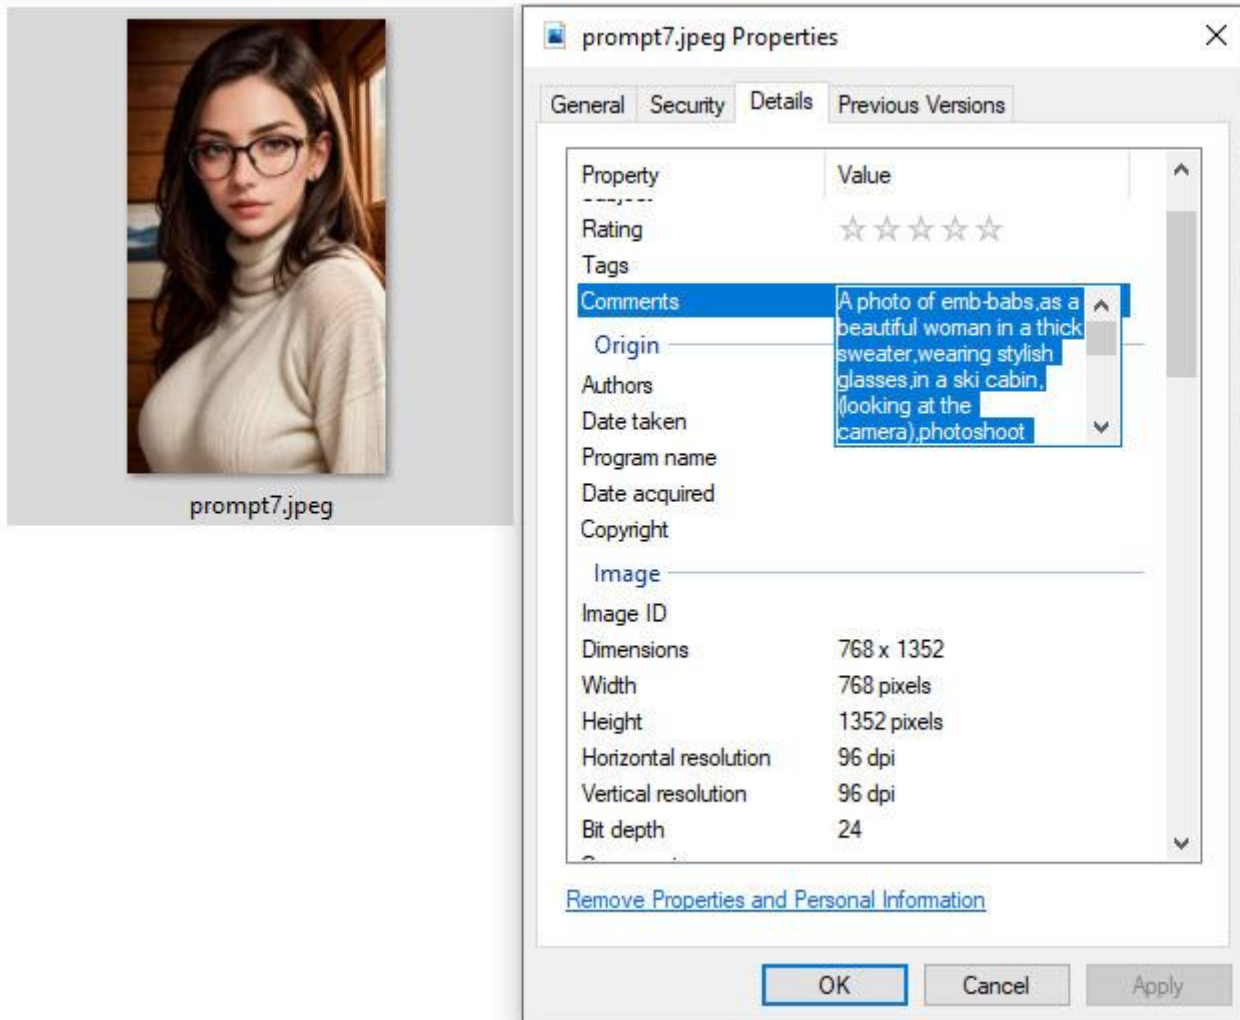 prompt7.jpeg
prompt7.jpeg Properties
General Security Details Previous Versions
Property Value
Rating
Tags
Comments
A photo of emb-babs,as a
beautiful woman in a thick
sweater,wearing stylish
glasses,in a ski cabin,
(looking at the
camera),photoshoot
Origin
Authors
Date taken
Program name
Date acquired
Copyright
Image
Image ID
Dimensions 768 x 1352
Width 768 pixels
Height 1352 pixels
Horizontal resolution 96 dpi
Vertical resolution 96 dpi
Bit depth 24
Remove Properties and Personal Information
OK Cancel Apply